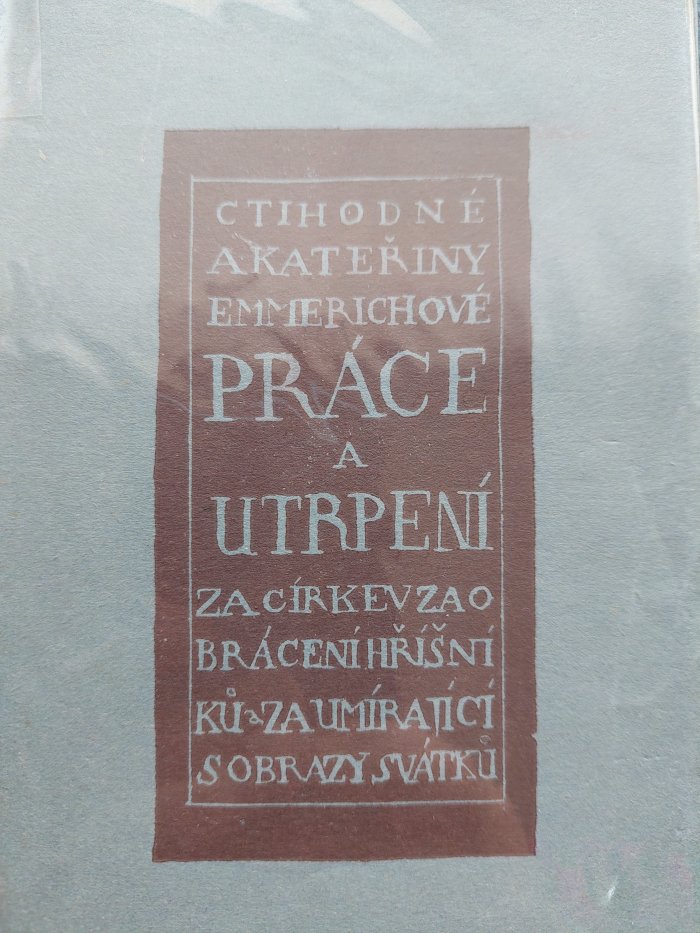 CTIHODNÉ
A KATEŘINY
EMMERICHOVÉ
PRÁCE
A
UTRPENÍ
ZA CÍRKEV ZA O
BRÁCENÍ HŘÍŠNÍ
KŮ a ZA UMÍRAJÍCÍ
S OBRAZY SVÁTKŮ